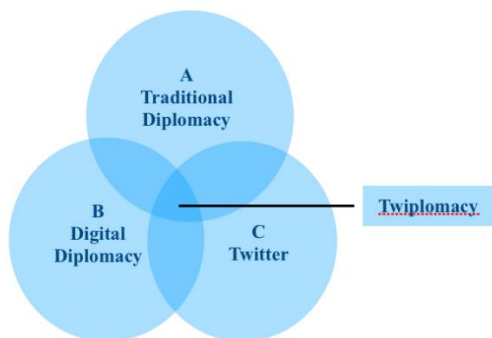 A
Traditional
Diplomacy
B
Digital
Diplomacy
C
Twitter
Twiplomacy